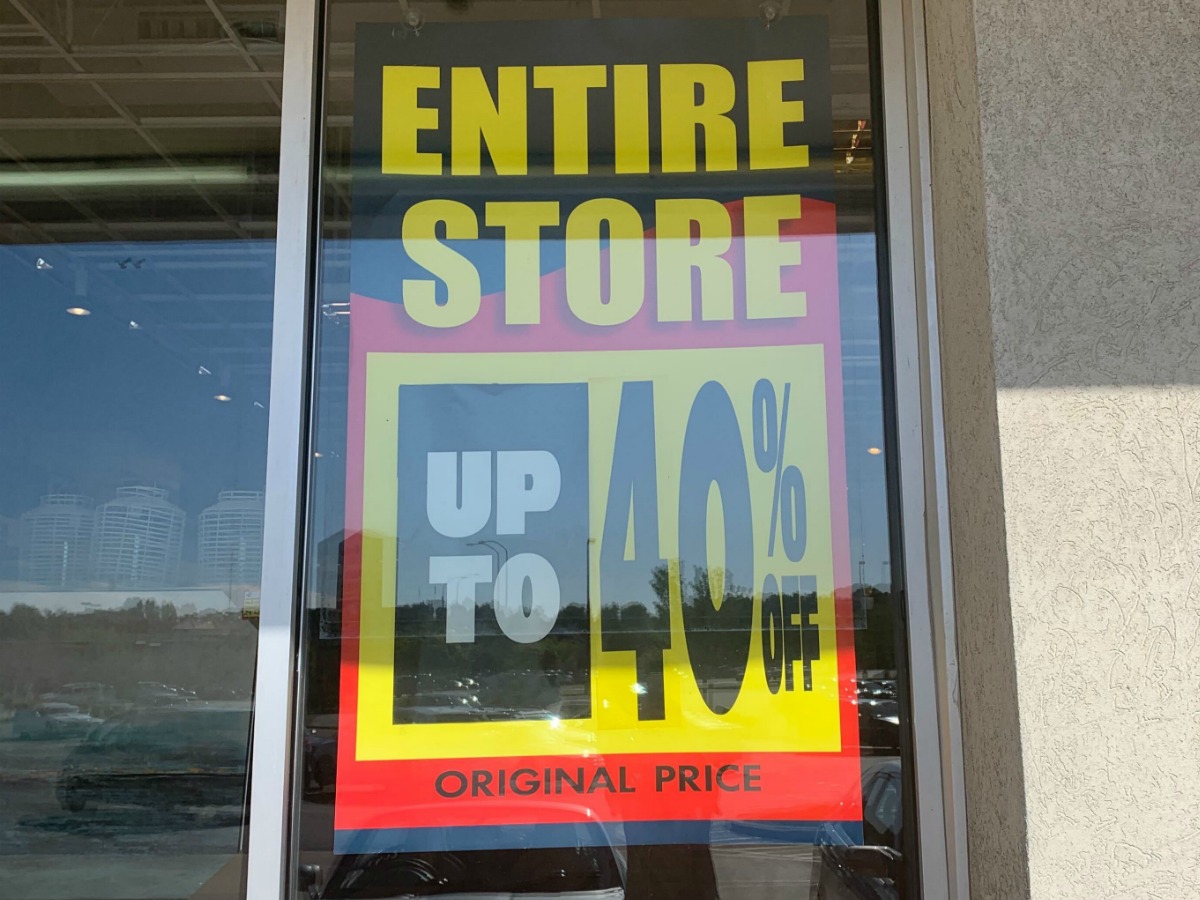 ENTIRE
STORE
UP
TO
40%
OFF
ORIGINAL PRICE